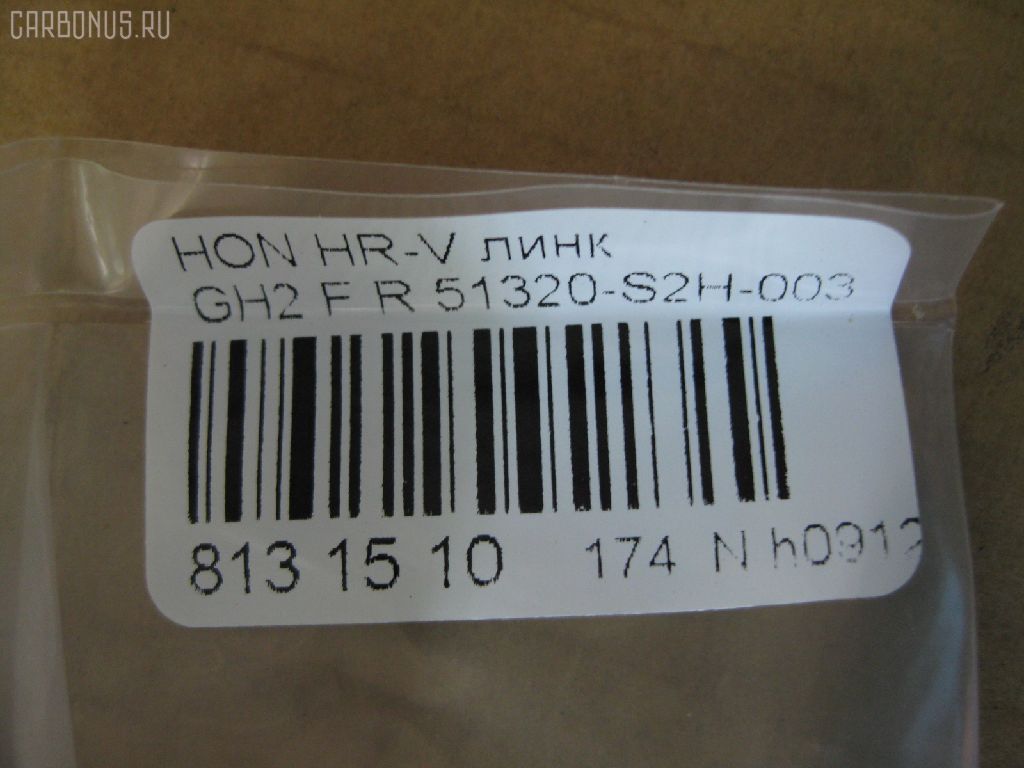 CARBONUS.RU
HON HR-V линк
GH2 F R 51320-S2H-003
813 15 10 174 N h0912